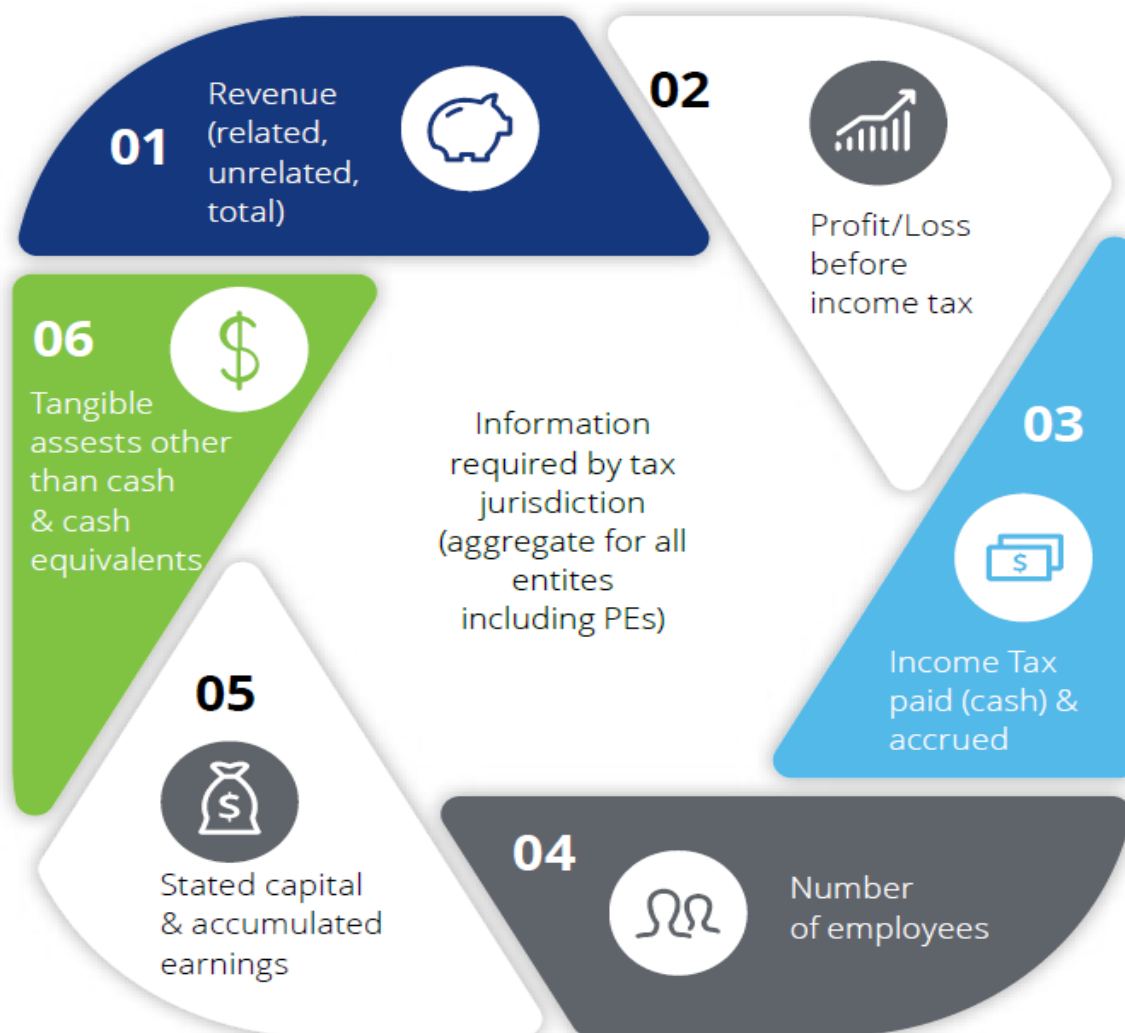 01
Revenue
(related,
unrelated,
total)
02
Profit/Loss
before
income tax
03
$
Income Tax
paid (cash) &
accrued
04
Number
of employees
05
$
Stated capital
& accumulated
earnings
06
$
Tangible
assests other
than cash
& cash
equivalents
Information
required by tax
jurisdiction
(aggregate for all
entites
including PEs)